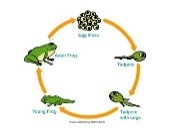 Egg Mass
Adult Frog
Tadpole
Young Frog
Tadpole
with Legs